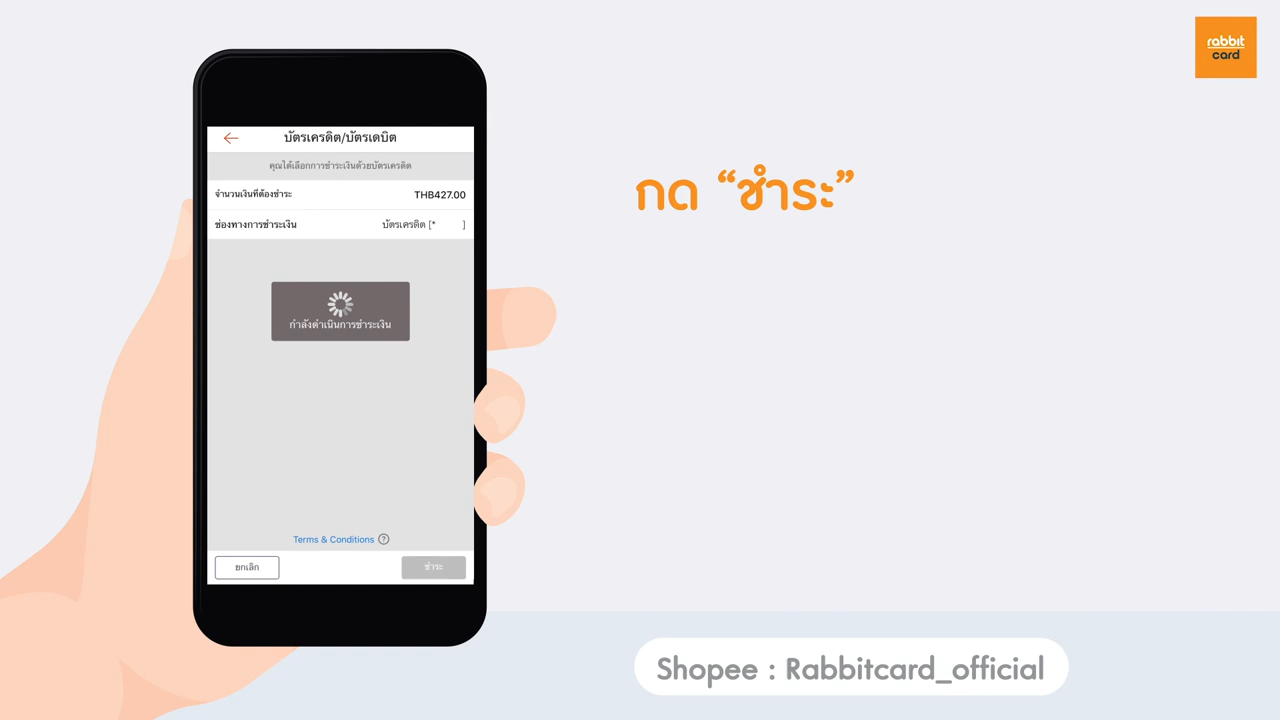 rabbit
card
บัตรเครดิต/บัตรเดบิต
คุณได้เลือกการชำระเงินด้วยบัตรเครดิต
จำนวนเงินที่ต้องชำระ THB427.00
ช่องทางการชำระเงิน บัตรเครดิต [* ]
กำลังดำเนินการชำระเงิน
Terms & Conditions ?
ยกเลิก ชำระ
กด “ชำระ”
Shopee : Rabbitcard_official